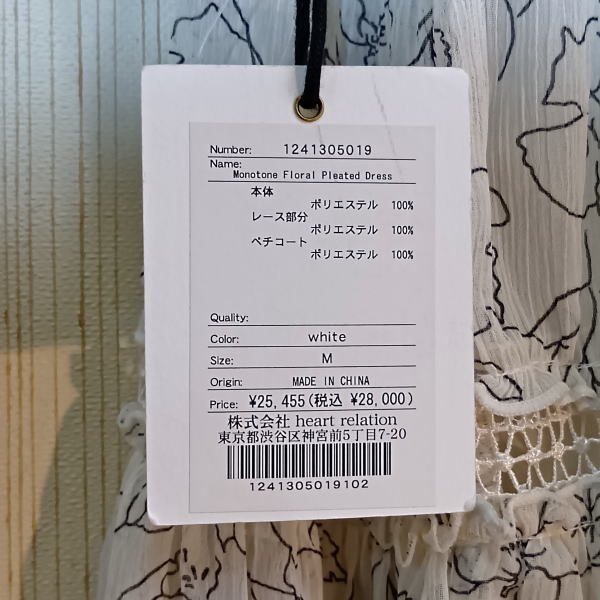 Number: 1241305019
Name:
Monotone Floral Pleated Dress
本体
ポリエステル 100%
レース部分
ポリエステル 100%
ペチコート
ポリエステル 100%
Quality:
Color: white
Size: M
Origin: MADE IN CHINA
Price: ¥25,455(税込 ¥28,000)
株式会社 heart relation
東京都渋谷区神宮前5丁目7-20
1241305019102